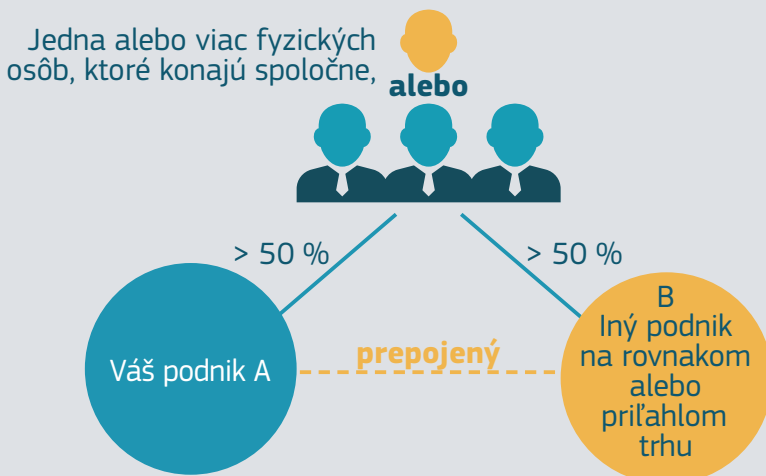 Jedna alebo viac fyzických
osôb, ktoré konajú spoločne,
alebo
> 50 %
> 50 %
Váš podnik A
prepojený
B
Iný podnik
na rovnakom
alebo
priľahlom
trhu